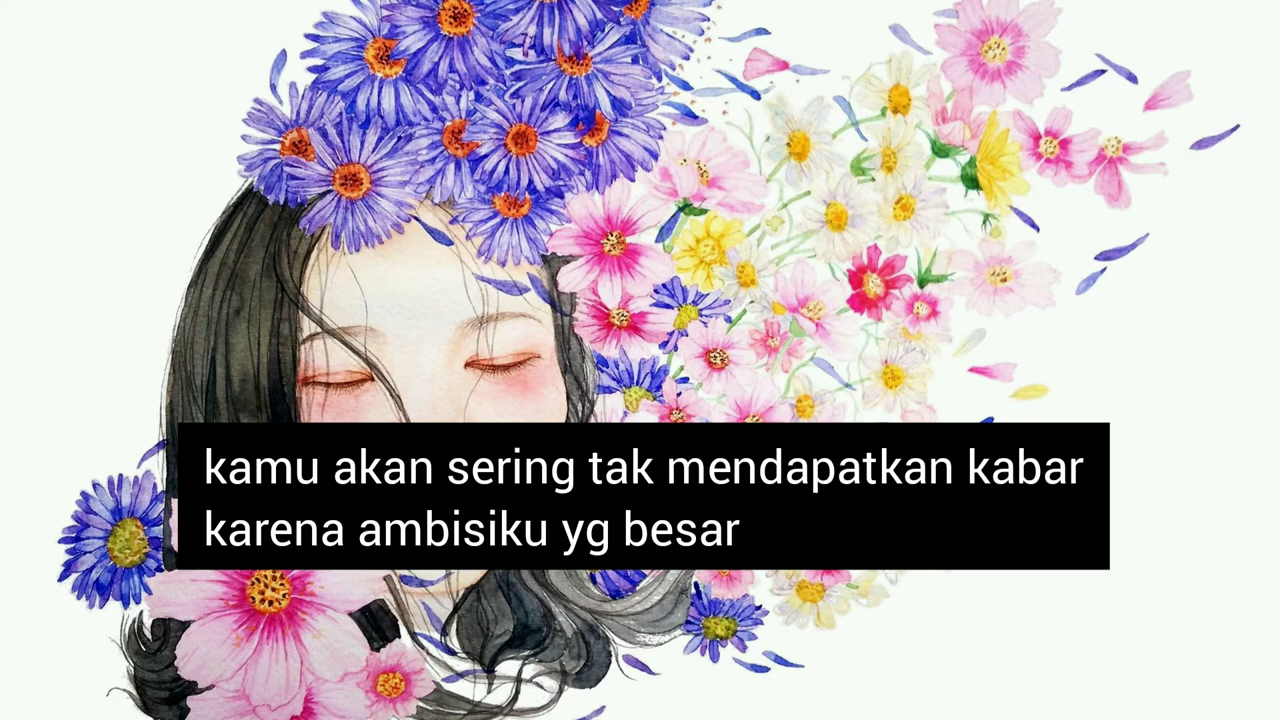 kamu akan sering tak mendapatkan kabar
karena ambisiku yg besar